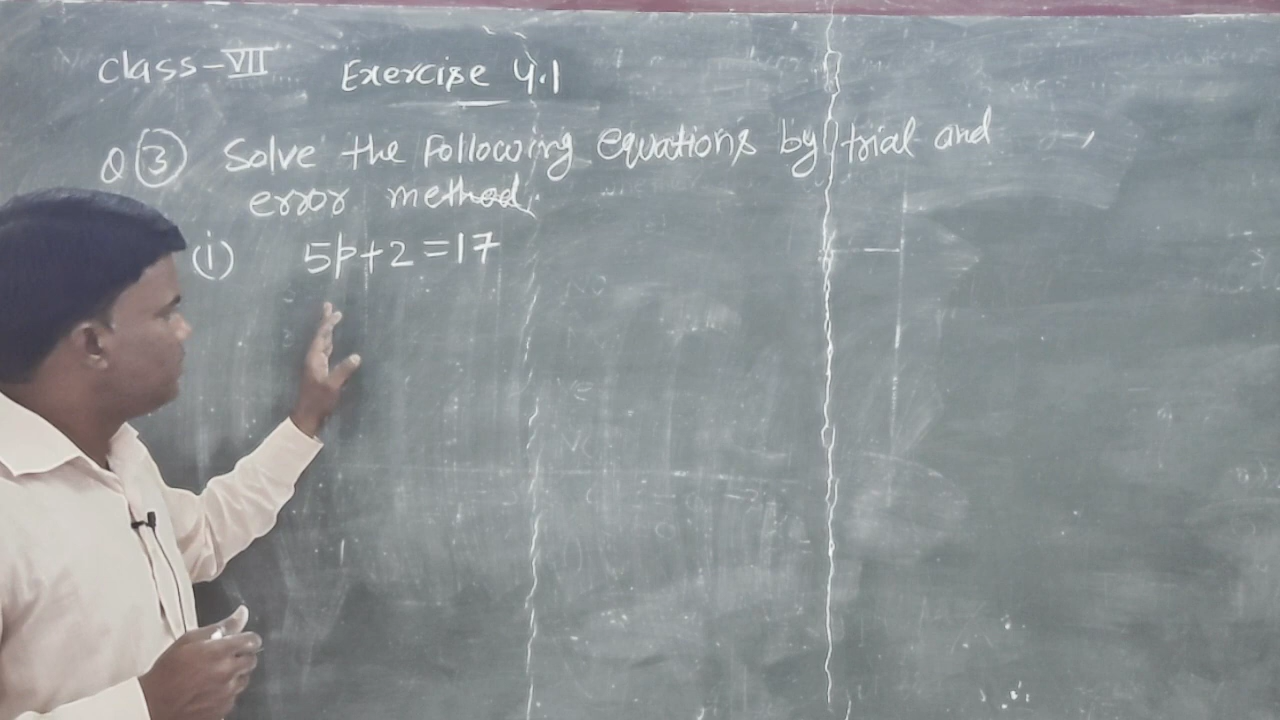 Class-VII Exercise 4.1
Q ③ Solve the Following equations by trial and
error method.
(i) 5p+2=17